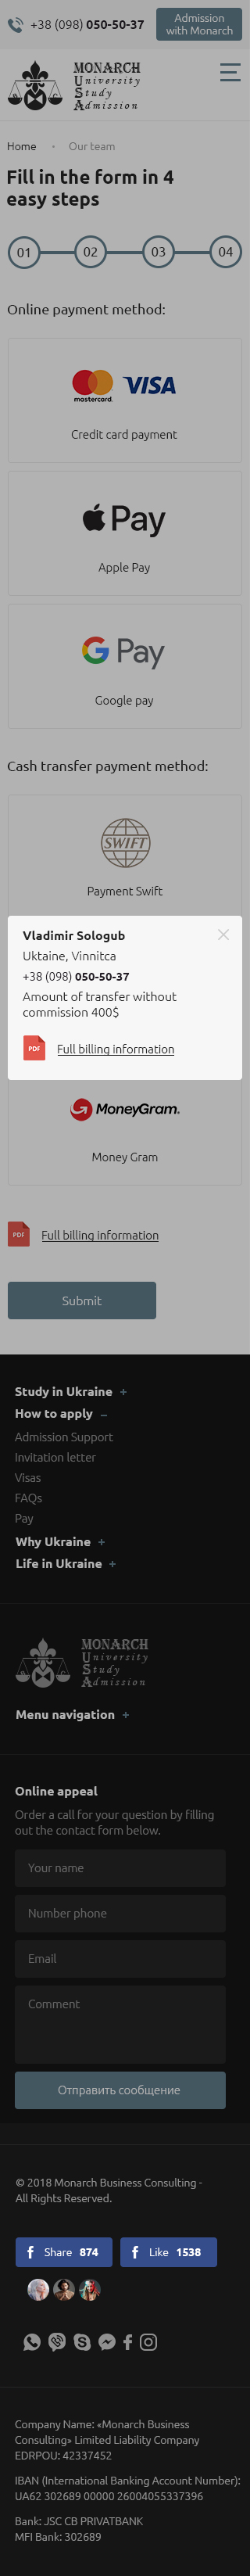 +38 (098) 050-50-37
Admission
with Monarch
MONARCH
University
Study
Admission
Home · Our team
Fill in the form in 4
easy steps
01 02 03 04
Online payment method:
mastercard. VISA
Credit card payment
Pay
Apple Pay
G Pay
Google pay
Cash transfer payment method:
SWIFT
Payment Swift
Vladimir Sologub
Uktaine, Vinnitca
+38 (098) 050-50-37
Amount of transfer without
commission 400$
PDF Full billing information
MoneyGram.
Money Gram
PDF Full billing information
Submit
Study in Ukraine +
How to apply –
Admission Support
Invitation letter
Visas
FAQs
Pay
Why Ukraine +
Life in Ukraine +
MONARCH
University
Study
Admission
Menu navigation +
Online appeal
Order a call for your question by filling
out the contact form below.
Your name
Number phone
Email
Comment
Отправить сообщение
© 2018 Monarch Business Consulting -
All Rights Reserved.
f Share 874
f Like 1538
Company Name: «Monarch Business
Consulting» Limited Liability Company
EDRPOU: 42337452
IBAN (International Banking Account Number):
UA62 302689 00000 26004055337396
Bank: JSC CB PRIVATBANK
MFI Bank: 302689